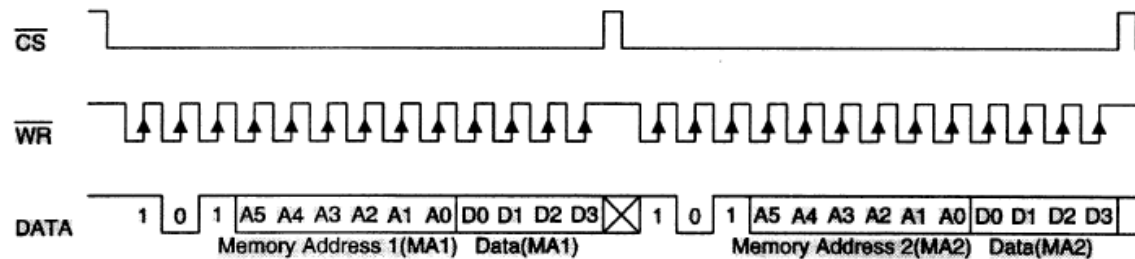 CS
WR
DATA 1 0 1 A5 A4 A3 A2 A1 A0 D0 D1 D2 D3 1 0 1 A5 A4 A3 A2 A1 A0 D0 D1 D2 D3
Memory Address 1(MA1) Data(MA1) Memory Address 2(MA2) Data(MA2)